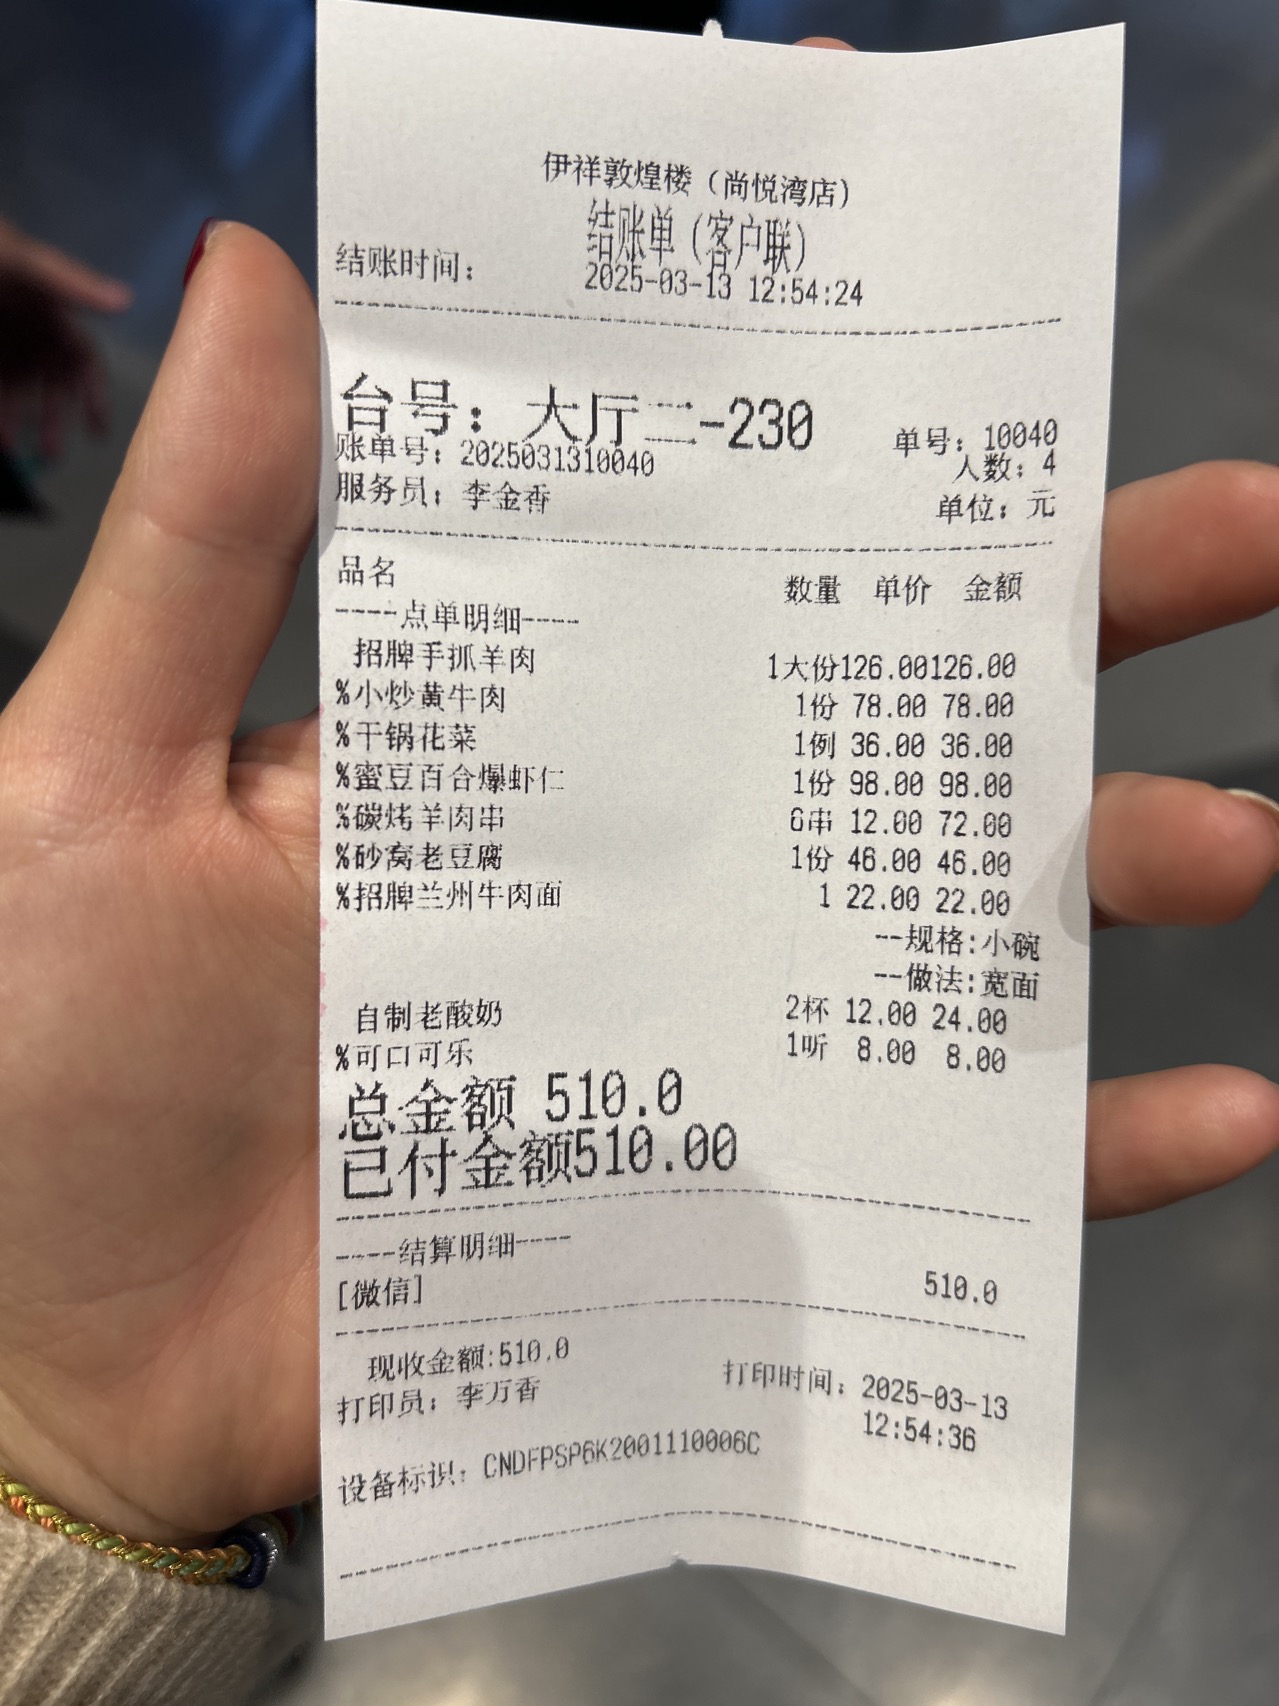 伊祥敦煌楼（尚悦湾店）
结账单（客户联）
结账时间： 2025-03-13 12:54:24
台号：大厅二-230 单号：10040
账单号：2025031310040 人数：4
服务员：李金香 单位：元
品名 数量 单价 金额
----点单明细----
招牌手抓羊肉 1大份126.00126.00
%小炒黄牛肉 1份 78.00 78.00
%干锅花菜 1例 36.00 36.00
%蜜豆百合爆虾仁 1份 98.00 98.00
%碳烤羊肉串 6串 12.00 72.00
%砂窝老豆腐 1份 46.00 46.00
%招牌兰州牛肉面 1 22.00 22.00
--规格:小碗
--做法:宽面
自制老酸奶 2杯 12.00 24.00
%可口可乐 1听 8.00 8.00
总金额 510.0
已付金额510.00
----结算明细----
[微信] 510.0
现收金额:510.0
打印员：李万香 打印时间：2025-03-13
12:54:36
设备标识：CNDFPSP6K2001110006C